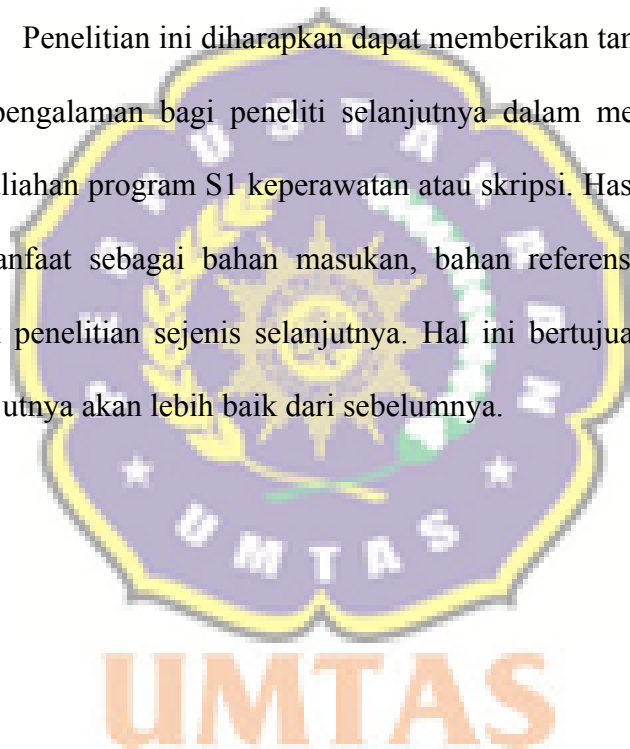 Penelitian ini diharapkan dapat memberikan tan
pengalaman bagi peneliti selanjutnya dalam me
liahan program S1 keperawatan atau skripsi. Has
anfaat sebagai bahan masukan, bahan referens
penelitian sejenis selanjutnya. Hal ini bertujua
utnya akan lebih baik dari sebelumnya.
PERPUSTAKAAN
UMTAS
UMTAS